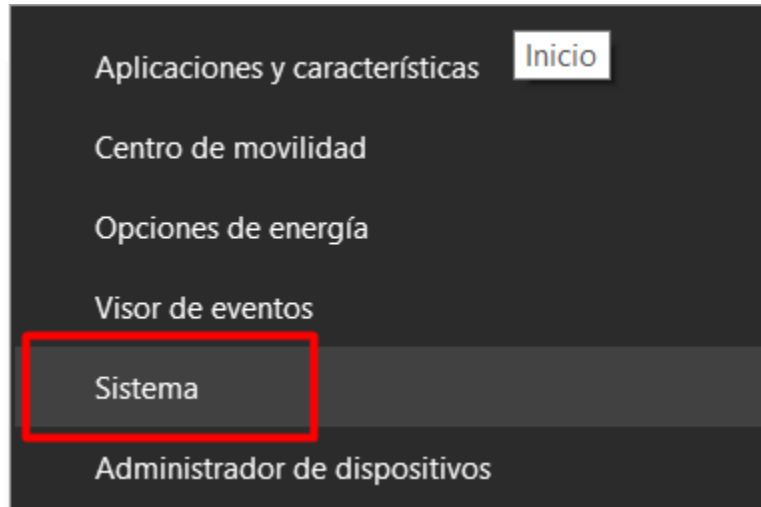 Aplicaciones y características
Inicio
Centro de movilidad
Opciones de energía
Visor de eventos
Sistema
Administrador de dispositivos